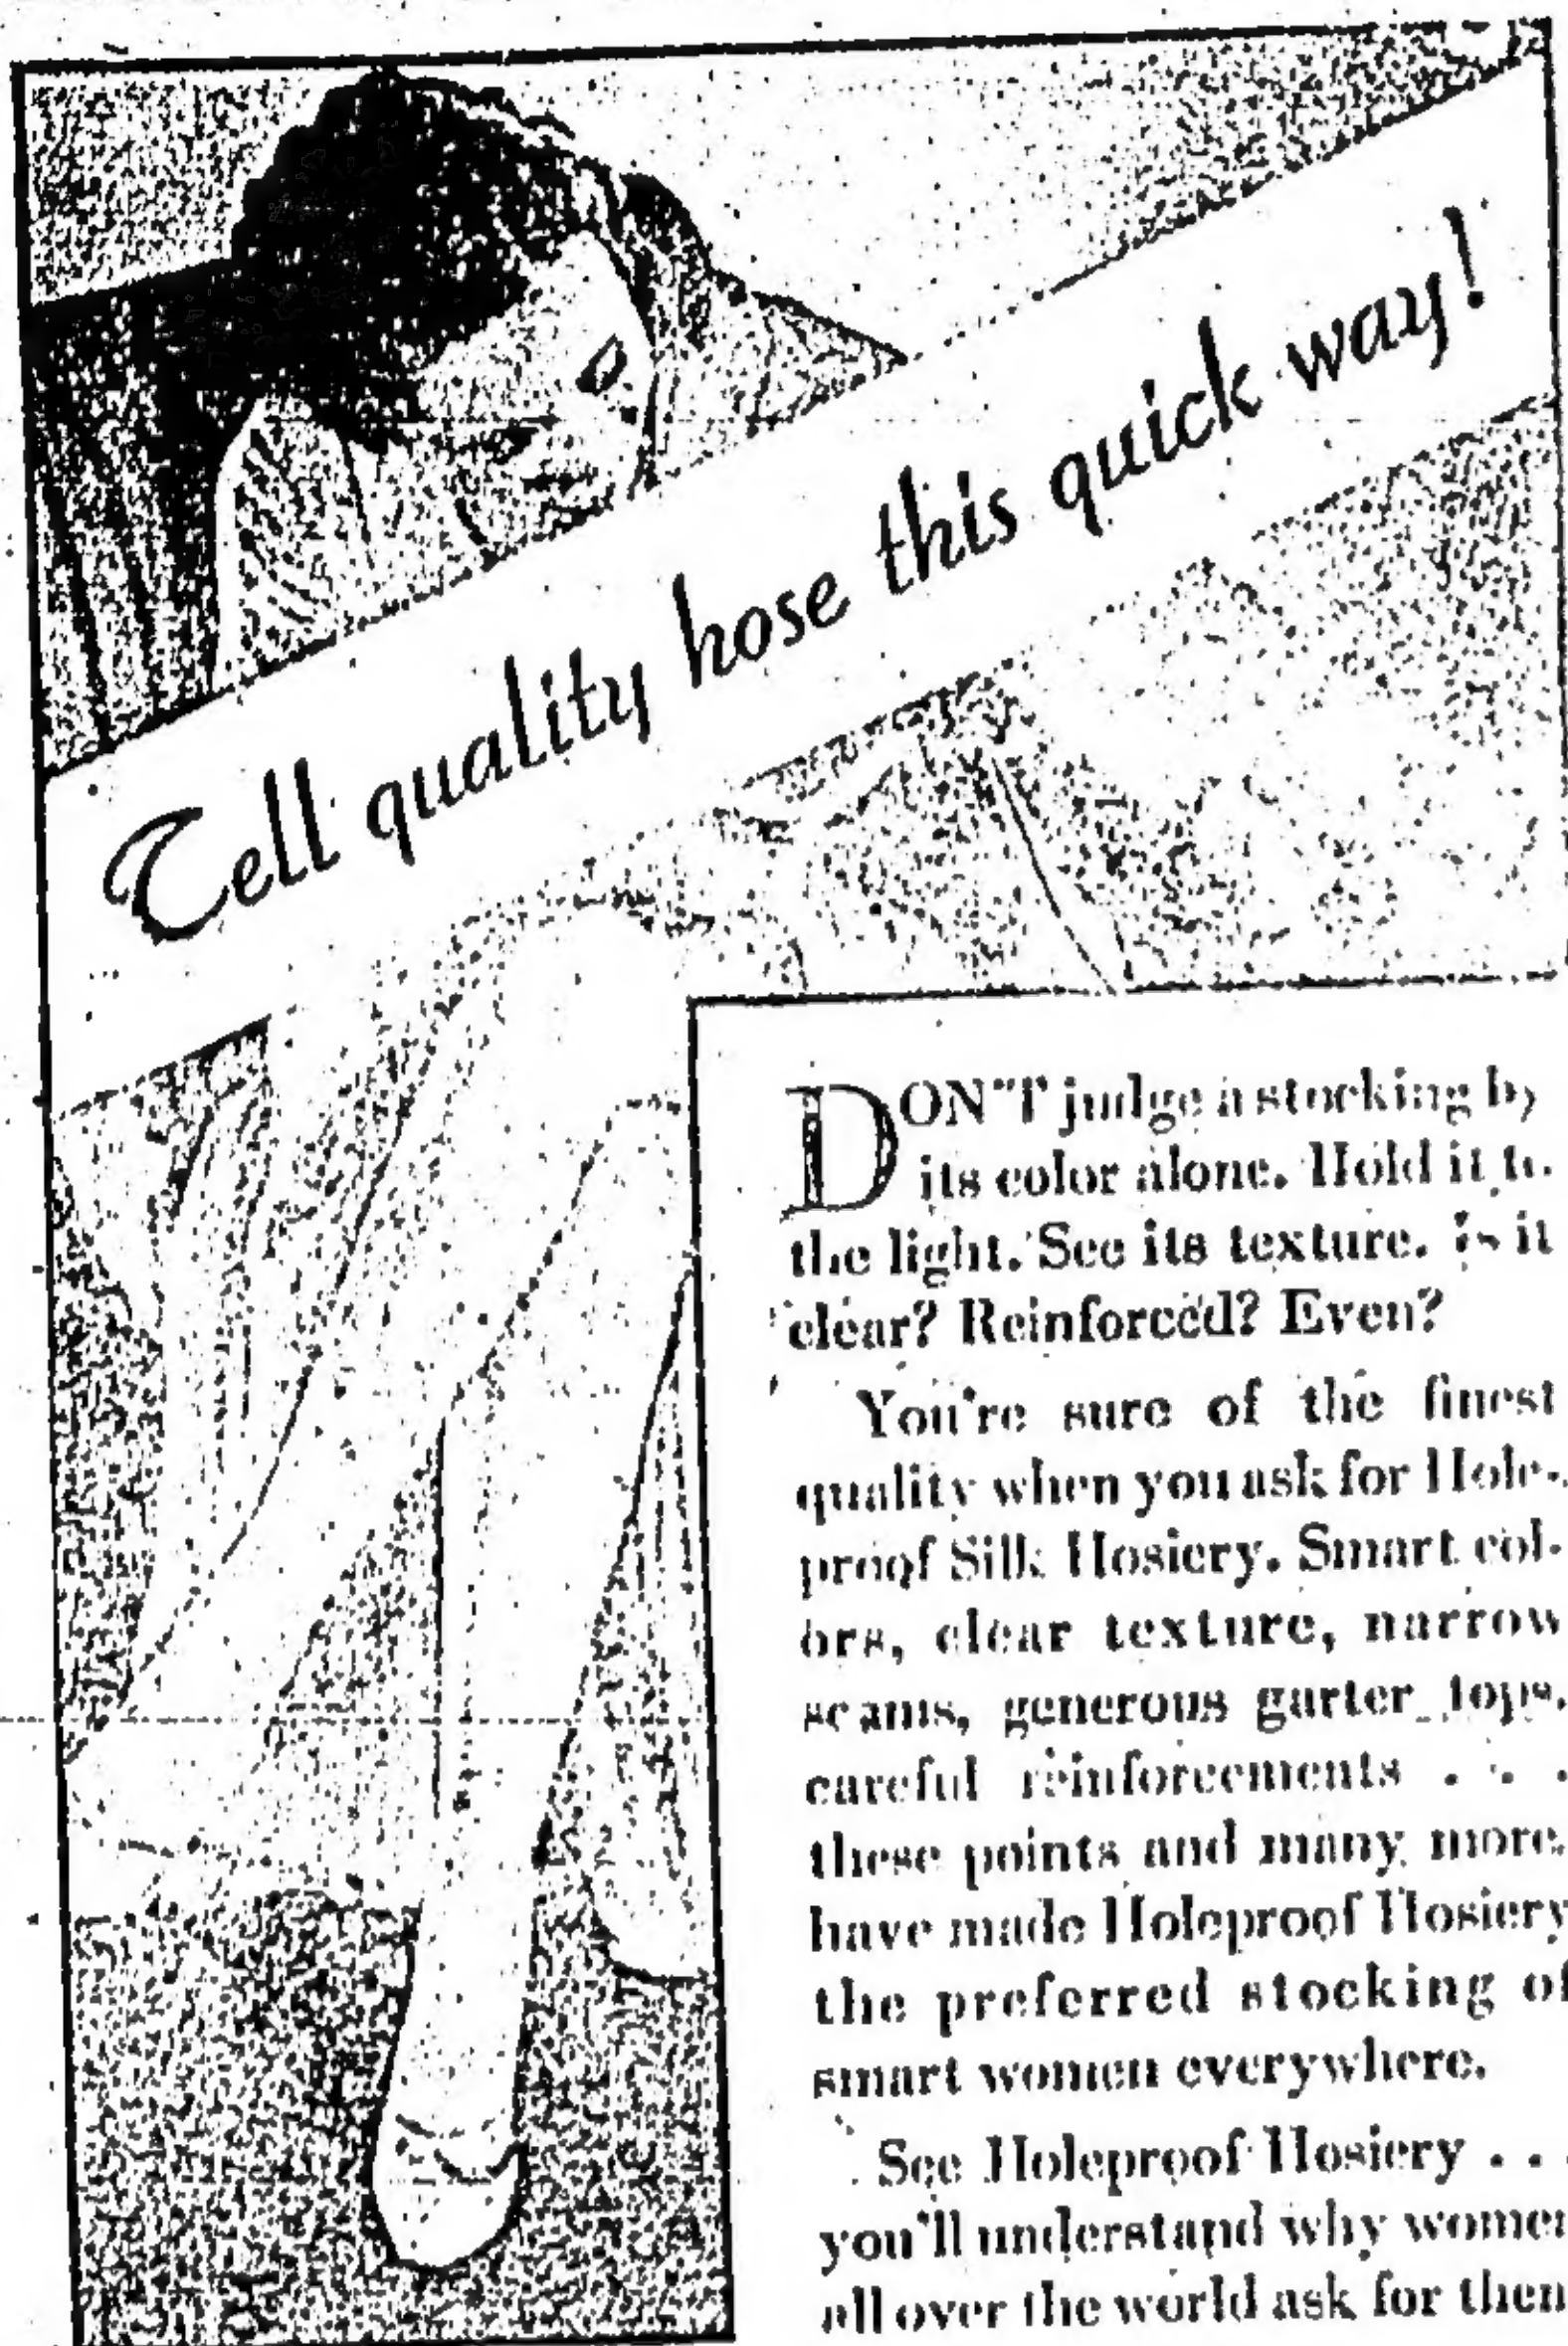 Tell quality hose this quick way!
DON'T judge a stocking by
its color alone. Hold it to
the light. See its texture. Is it
clear? Reinforced? Even?
You're sure of the finest
quality when you ask for Hole-
proof Silk Hosiery. Smart col-
ors, clear texture, narrow
seams, generous garter tops,
careful reinforcements . . .
these points and many more
have made Holeproof Hosiery
the preferred stocking of
smart women everywhere.
See Holeproof Hosiery . . .
you'll understand why women
all over the world ask for them